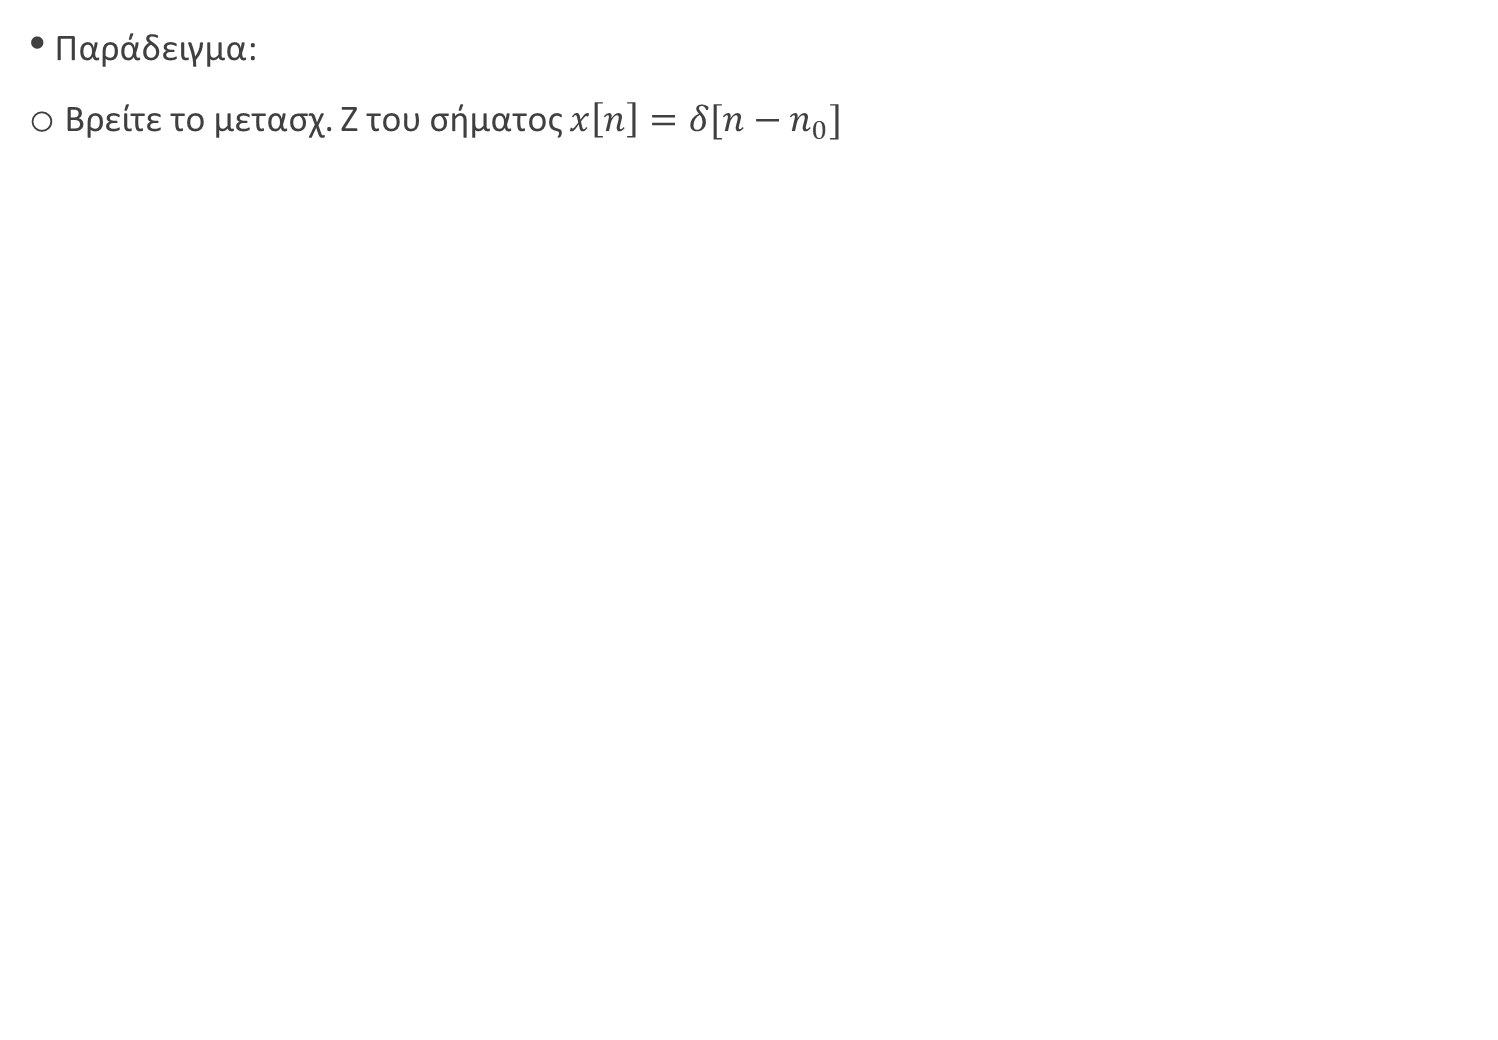 • Παράδειγμα:
○ Βρείτε το μετασχ. Ζ του σήματος x[n] = δ[n − n₀]